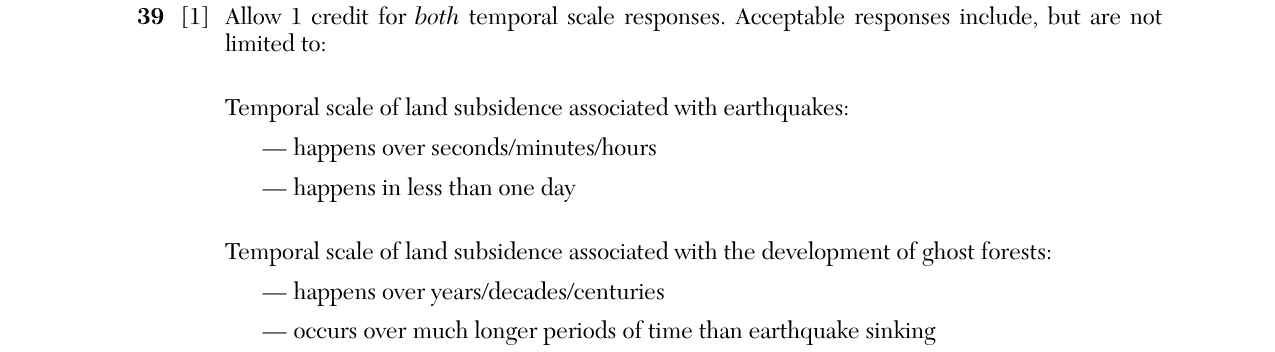 39 [1] Allow 1 credit for both temporal scale responses. Acceptable responses include, but are not
limited to:
Temporal scale of land subsidence associated with earthquakes:
— happens over seconds/minutes/hours
— happens in less than one day
Temporal scale of land subsidence associated with the development of ghost forests:
— happens over years/decades/centuries
— occurs over much longer periods of time than earthquake sinking